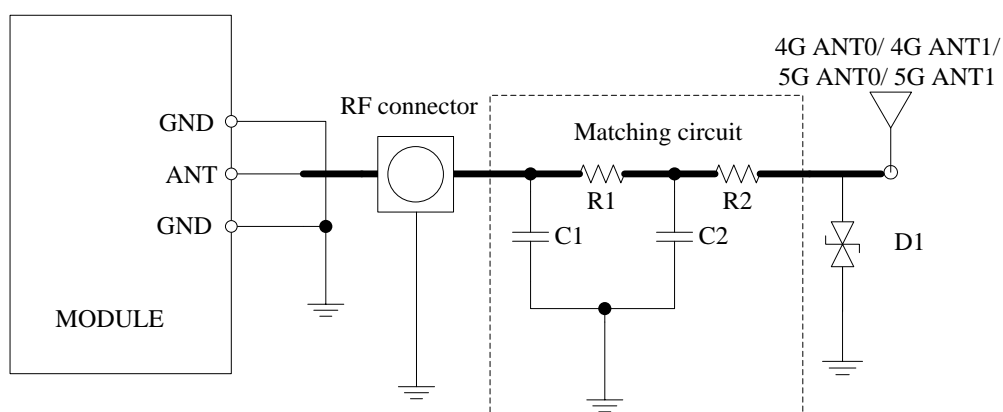 4G ANT0/ 4G ANT1/
5G ANT0/ 5G ANT1
RF connector
Matching circuit
GND
ANT
GND
R1
R2
C1
C2
D1
MODULE